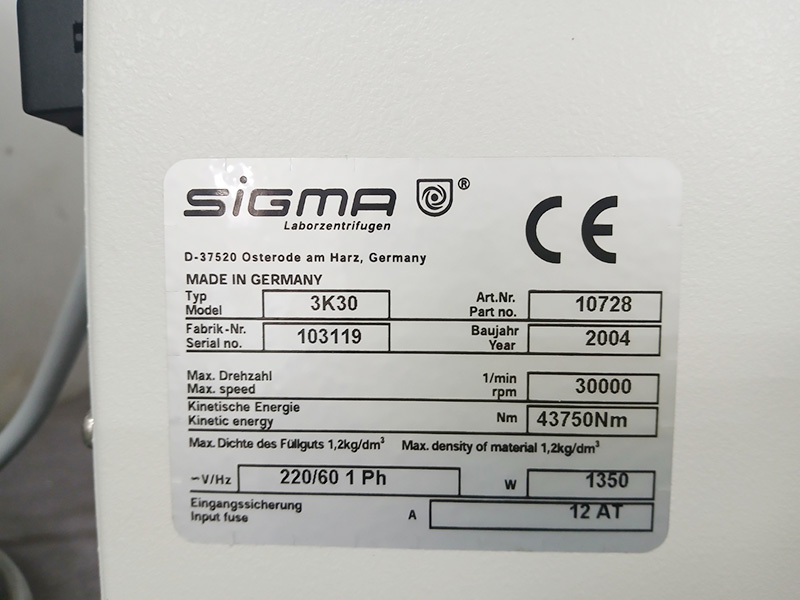 SIGMA ®
Laborzentrifugen
CE
D-37520 Osterode am Harz, Germany
MADE IN GERMANY
Typ
Model
3K30
Art.Nr.
Part no.
10728
Fabrik-Nr.
Serial no.
103119
Baujahr
Year
2004
Max. Drehzahl
Max. speed
1/min
rpm
30000
Kinetische Energie
Kinetic energy
Nm 43750Nm
Max. Dichte des Füllguts 1,2kg/dm³ Max. density of material 1,2kg/dm³
~V/Hz 220/60 1 Ph W 1350
Eingangssicherung
Input fuse
A 12 AT